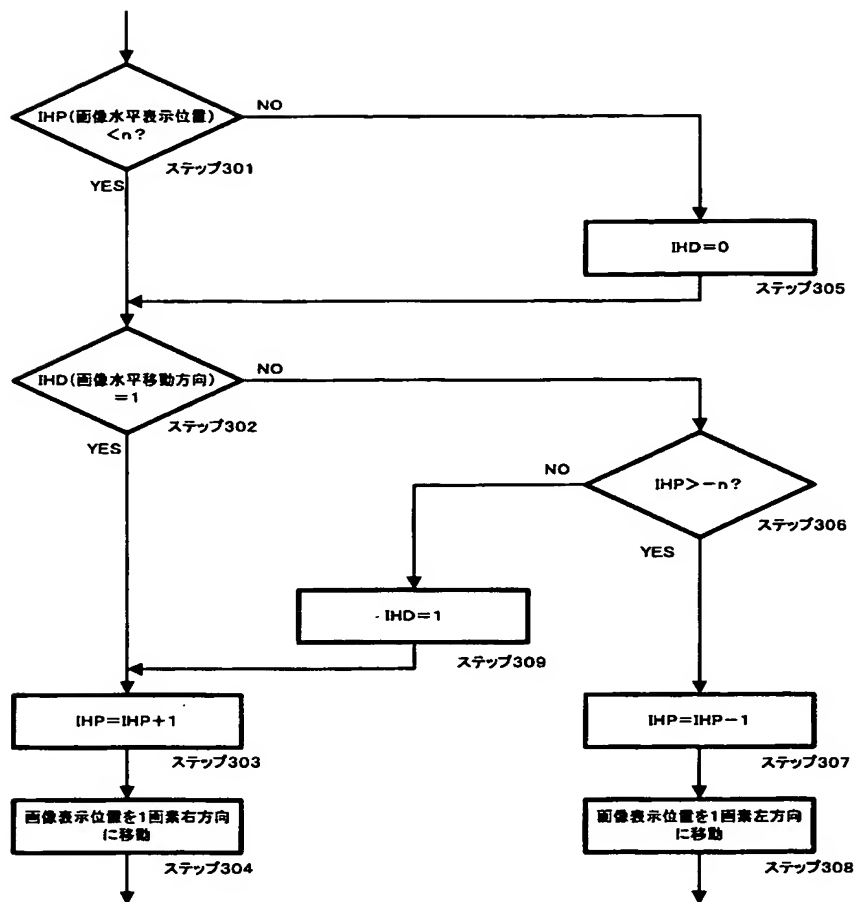 IHP(画像水平表示位置)
<n?
NO
ステップ301
YES
IHD=0
ステップ305
IHD(画像水平移動方向)
=1
NO
ステップ302
YES
IHP>-n?
NO
ステップ306
YES
IHD=1
ステップ309
IHP=IHP+1
ステップ303
IHP=IHP-1
ステップ307
画像表示位置を1画素右方向
に移動
ステップ304
画像表示位置を1画素左方向
に移動
ステップ308